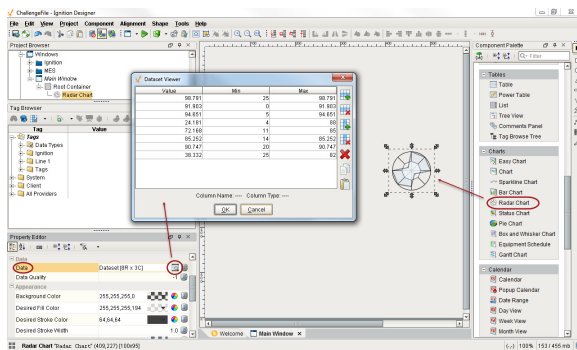 ChallengeFile - Ignition Designer
File Edit View Project Component Alignment Shape Tools Help
Project Browser
Windows
Ignition
MES
Main Window
Root Container
Radar Chart
Tag Browser
Tag Value
Tags
Data Types
Ignition
Line 1
Tags
System
Client
All Providers
Property Editor
Data
Data Dataset [8R x 3C]
Data Quality -1
Appearance
Background Color 255,255,255,0
Desired Fill Color 255,255,255,194
Desired Stroke Color 64,64,64
Desired Stroke Width 1.0
Radar Chart "Radar Chart" (409,227) [100x95]
Dataset Viewer
Value Min Max
98.791 25 98.791
91.803 0 91.803
94.651 5 94.651
24.181 4 88
72.168 11 85
85.252 14 85.252
90.747 20 90.747
38.332 25 82
Column Name: ---- Column Type: ----
OK Cancel
Welcome Main Window
Component Palette
Filter
Tables
Table
Power Table
List
Tree View
Comments Panel
Tag Browse Tree
Charts
Easy Chart
Chart
Sparkline Chart
Bar Chart
Radar Chart
Status Chart
Pie Chart
Box and Whisker Chart
Equipment Schedule
Gantt Chart
Calendar
Calendar
Popup Calendar
Date Range
Day View
Week View
Month View
100% 153 / 455 mb